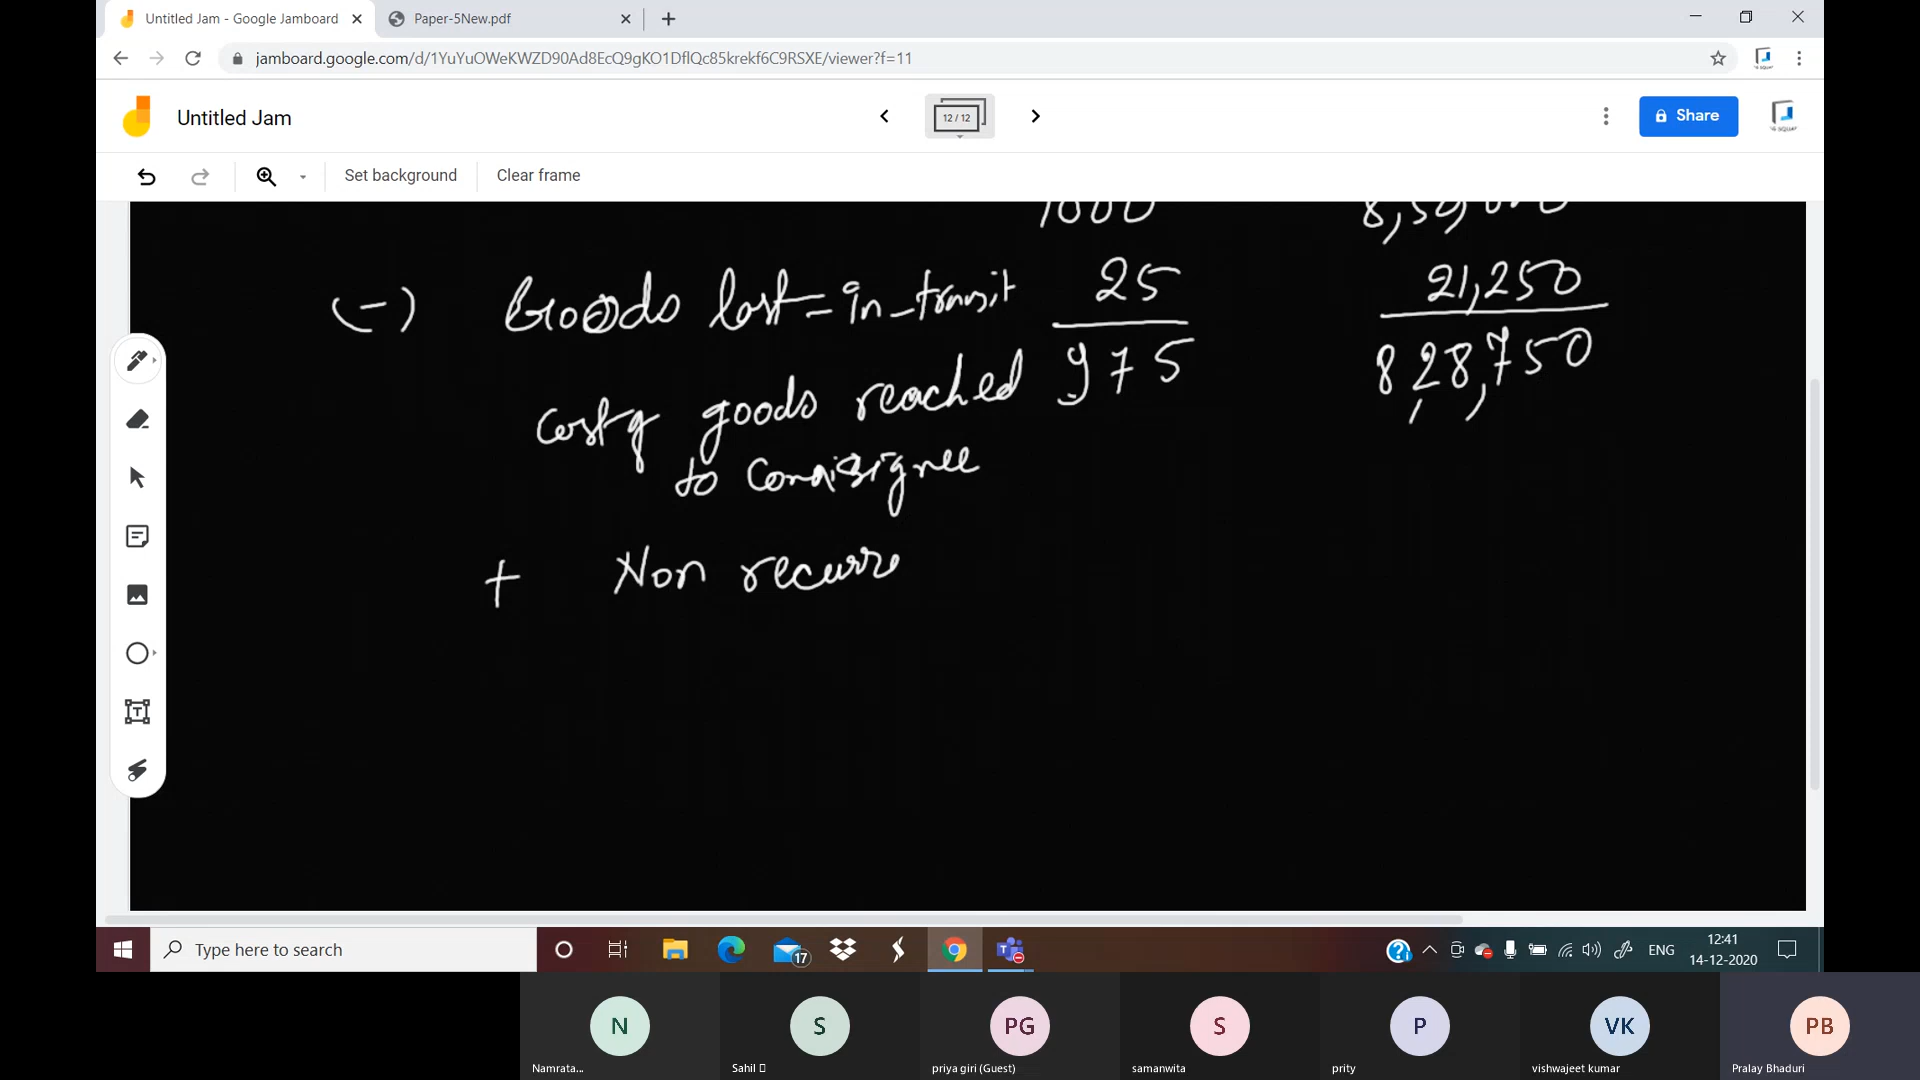 Untitled Jam - Google Jamboard
Paper-5New.pdf
jamboard.google.com/d/1YuYuOWeKWZD90Ad8EcQ9gKO1DflQc85krekf6C9RSXE/viewer?f=11
Untitled Jam
12 / 12
Share
Set background
Clear frame
1000
(-) Goods lost-in-transit 25 21,250
Cost of goods reached 975 8,28,750
to Consignee
+ Non recurre
Type here to search
17
ENG
12:41
14-12-2020
N
S
PG
S
P
VK
PB
Namrata...
Sahil
priya giri (Guest)
samanwita
prity
vishwajeet kumar
Pralay Bhaduri